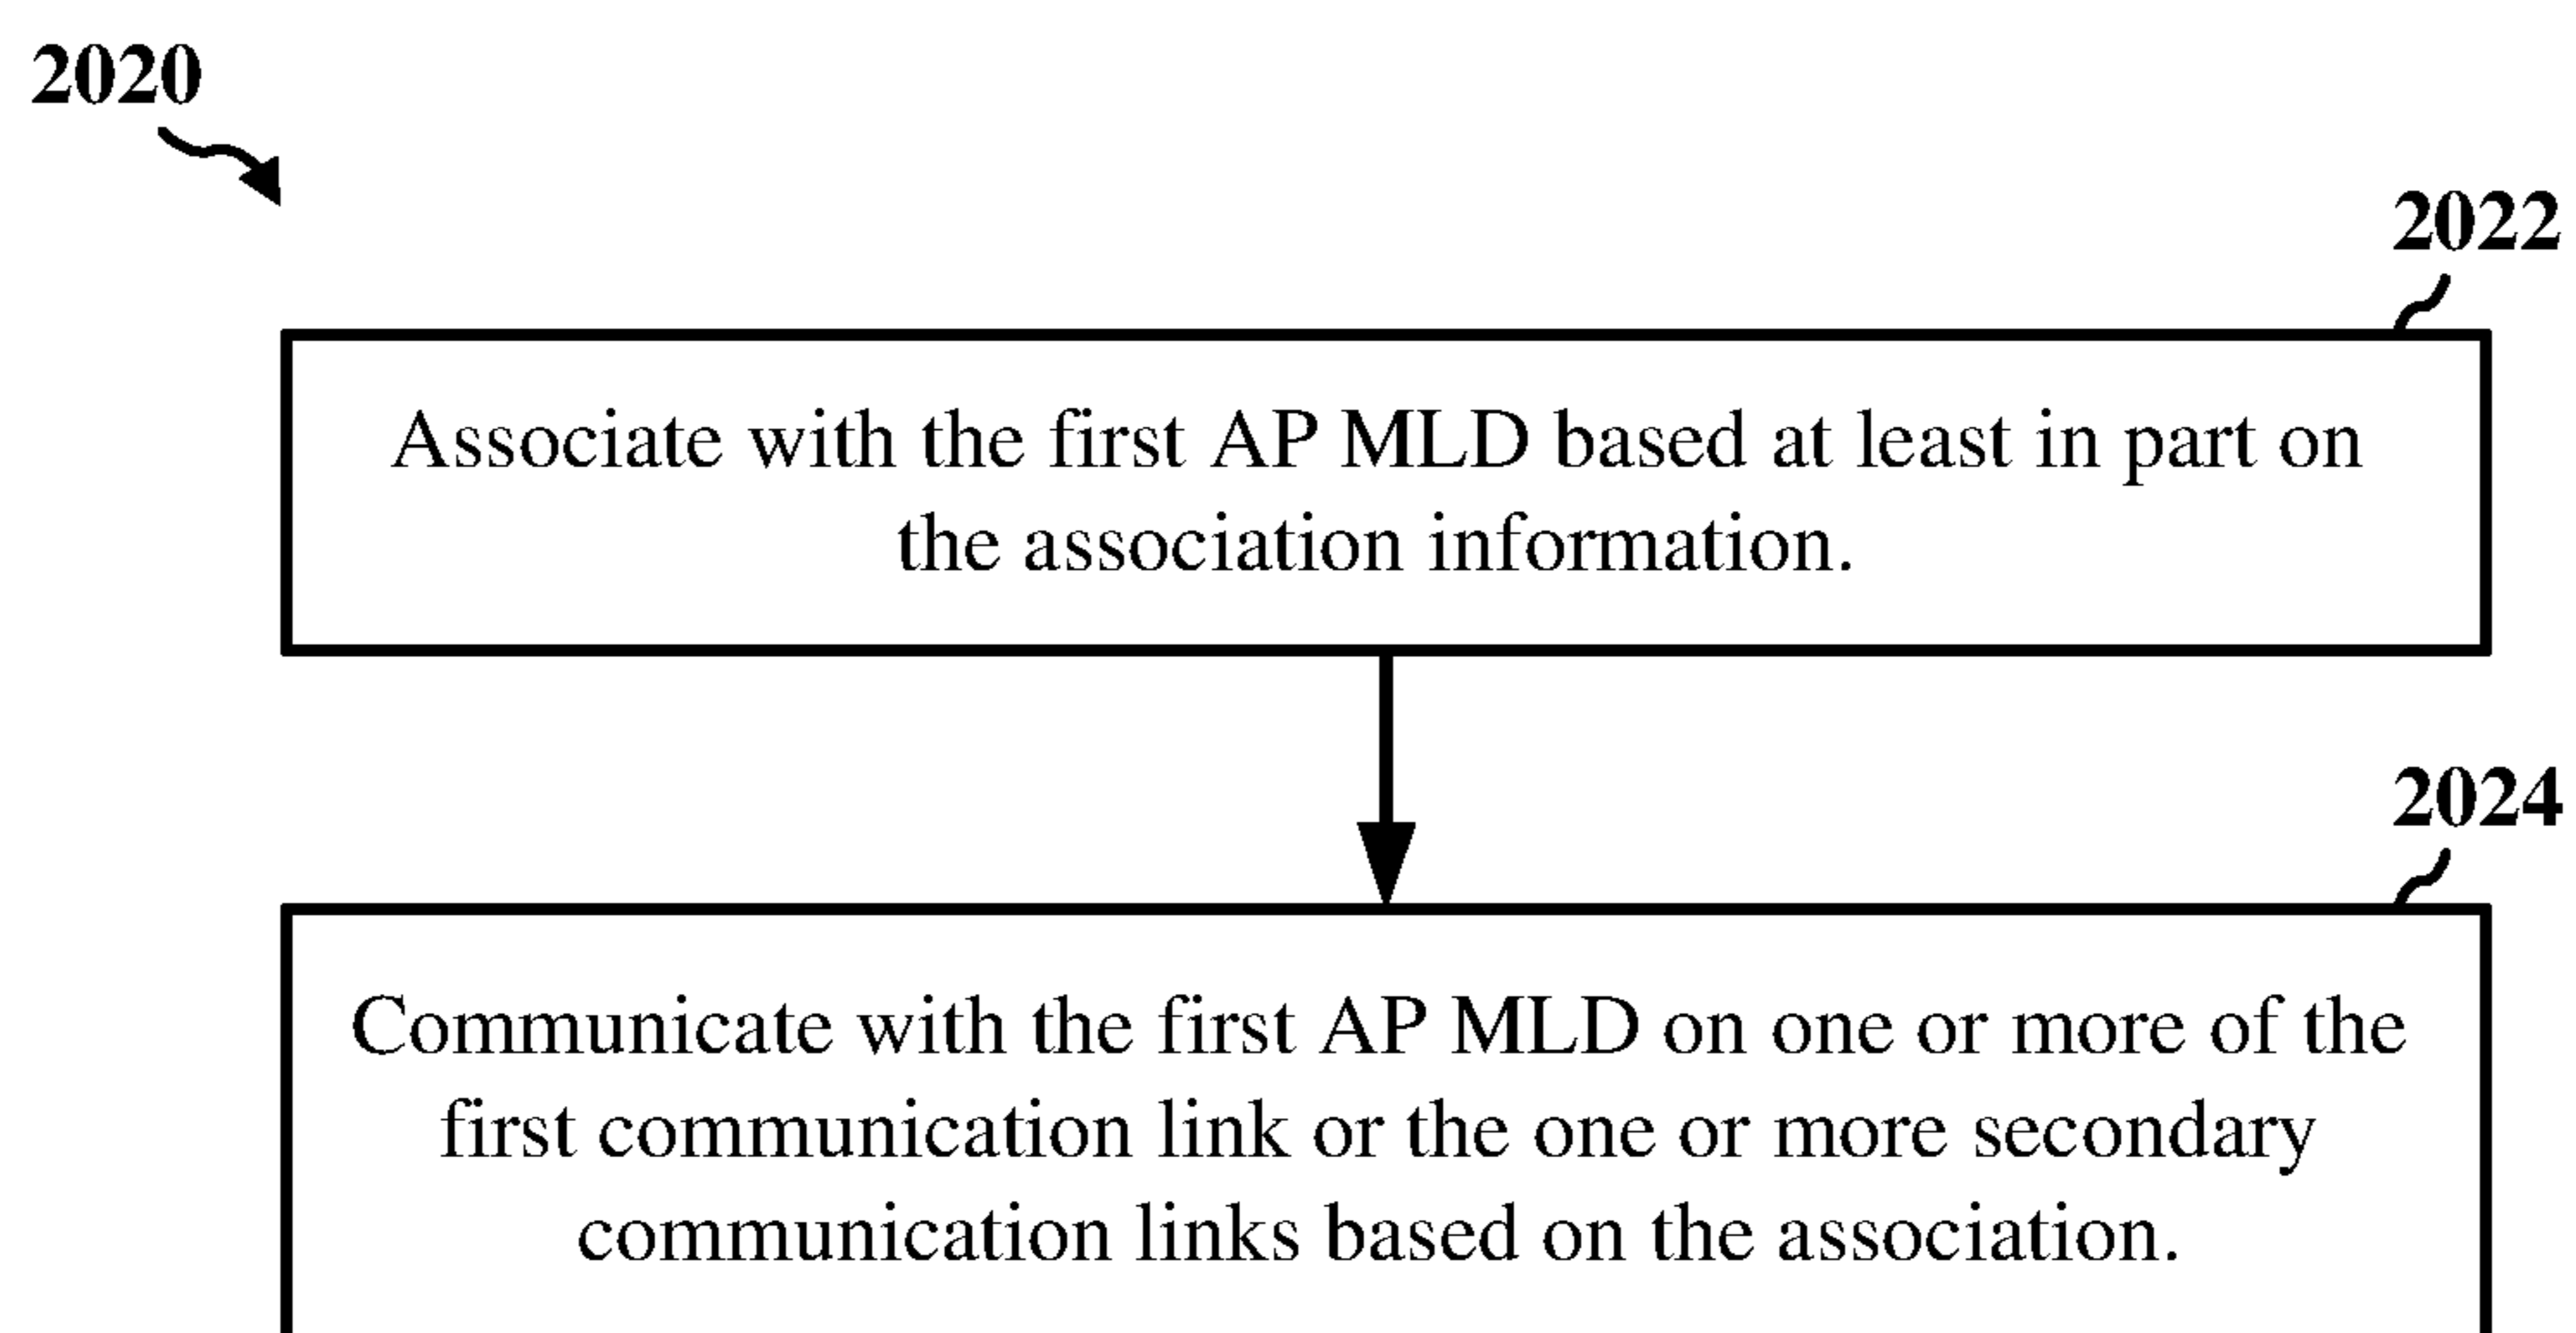 2020
2022
Associate with the first AP MLD based at least in part on
the association information.
2024
Communicate with the first AP MLD on one or more of the
first communication link or the one or more secondary
communication links based on the association.